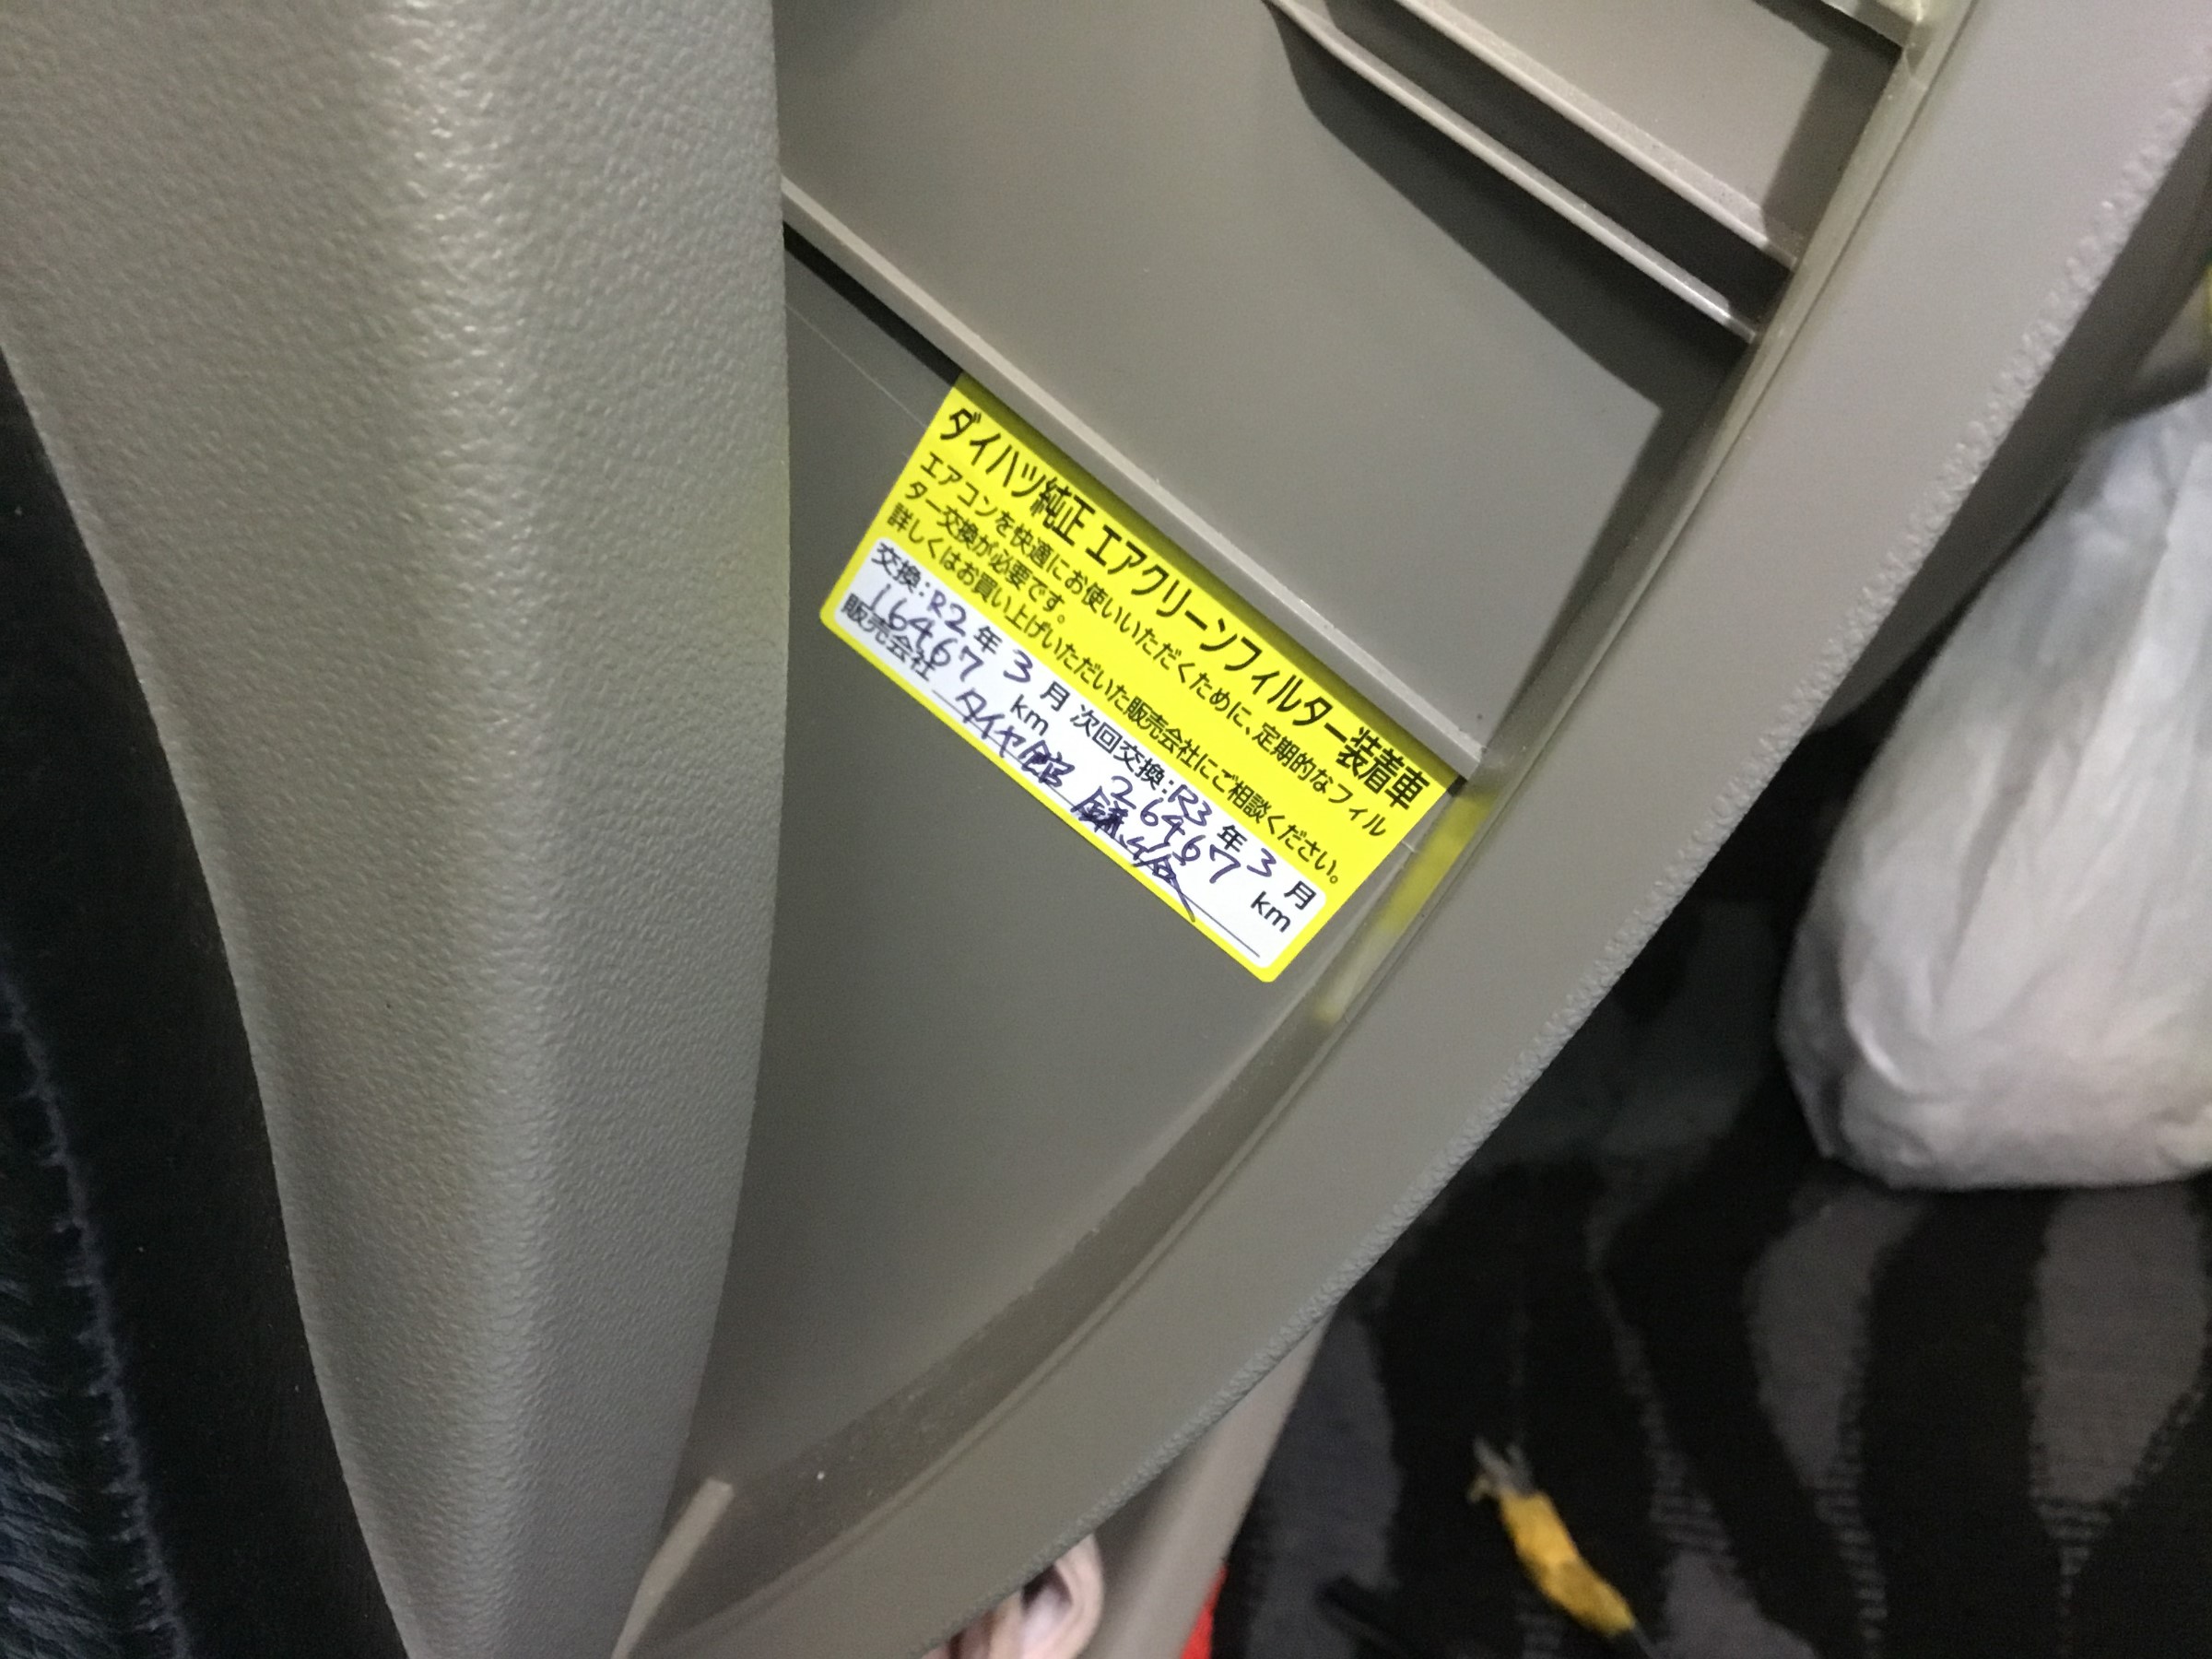 ダイハツ純正 エアクリーンフィルター装着車
エアコンを快適にお使いいただくために、定期的なフィル
ター交換が必要です。
詳しくはお買い上げいただいた販売会社にご相談ください。
交換：R2年 3月 次回交換：R3年 3月
16467 km 26467 km
販売会社 タイヤ館